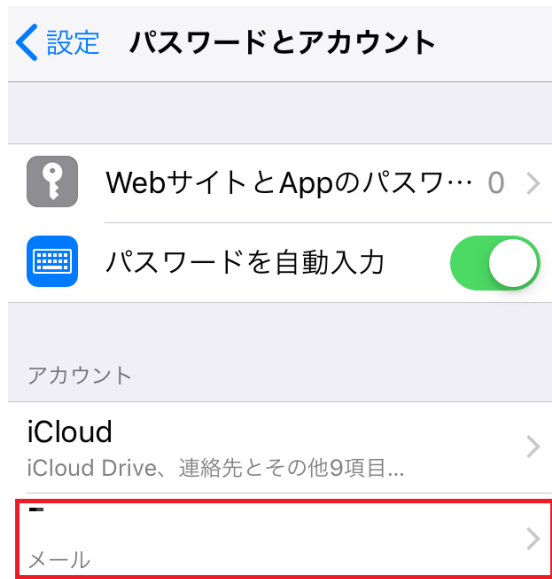 設定 パスワードとアカウント
WebサイトとAppのパスワ… 0
パスワードを自動入力
アカウント
iCloud
iCloud Drive、連絡先とその他9項目...
メール